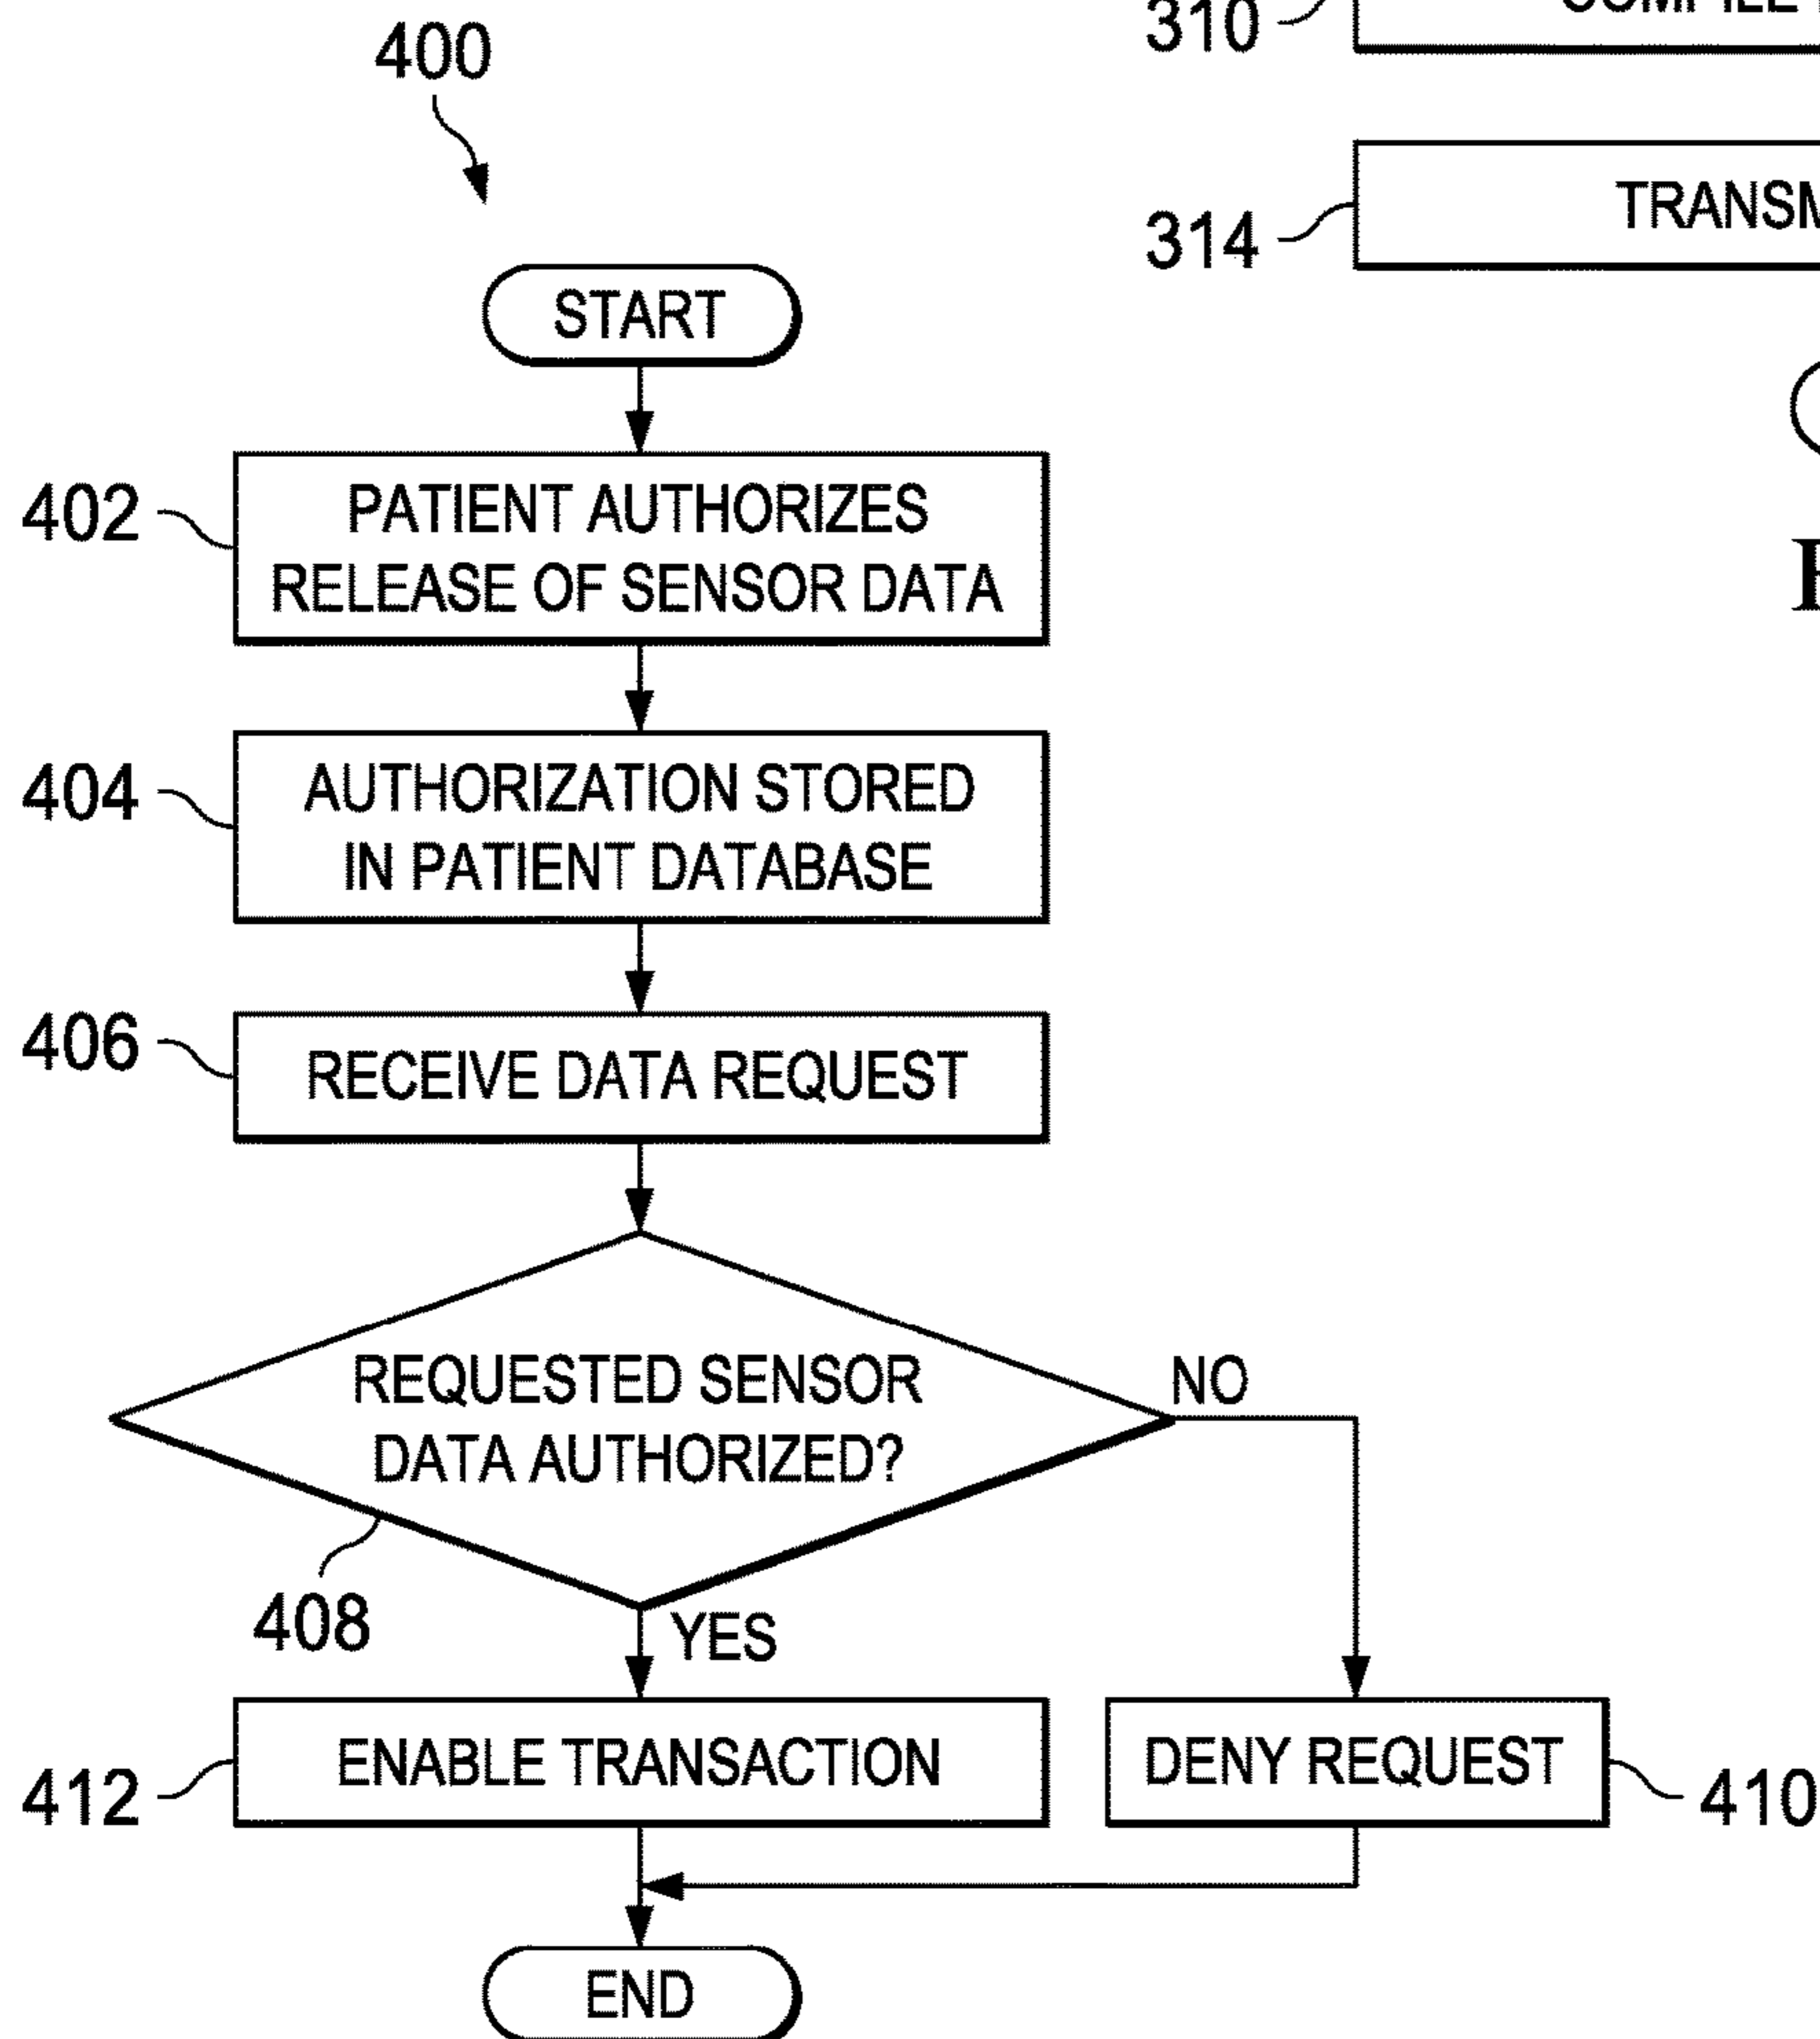 400
START
402
PATIENT AUTHORIZES
RELEASE OF SENSOR DATA
404
AUTHORIZATION STORED
IN PATIENT DATABASE
406
RECEIVE DATA REQUEST
REQUESTED SENSOR
DATA AUTHORIZED?
NO
408
YES
412
ENABLE TRANSACTION
DENY REQUEST
410
END
310
314